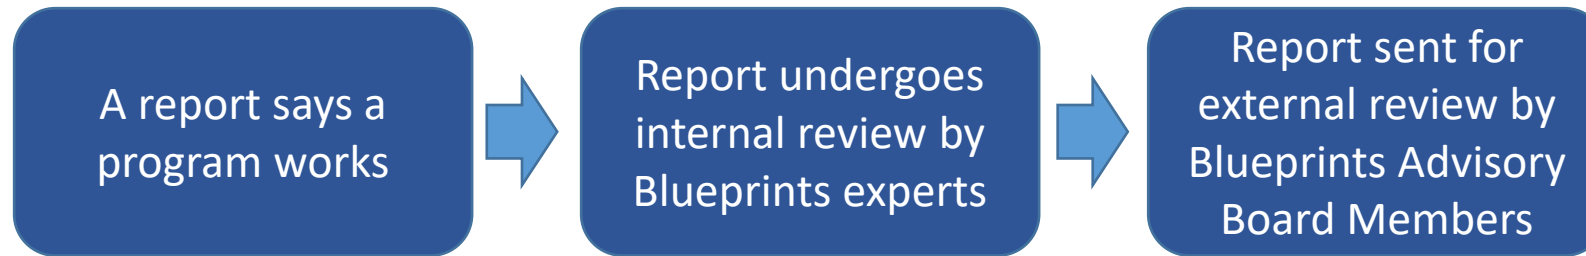 A report says a
program works
Report undergoes
internal review by
Blueprints experts
Report sent for
external review by
Blueprints Advisory
Board Members